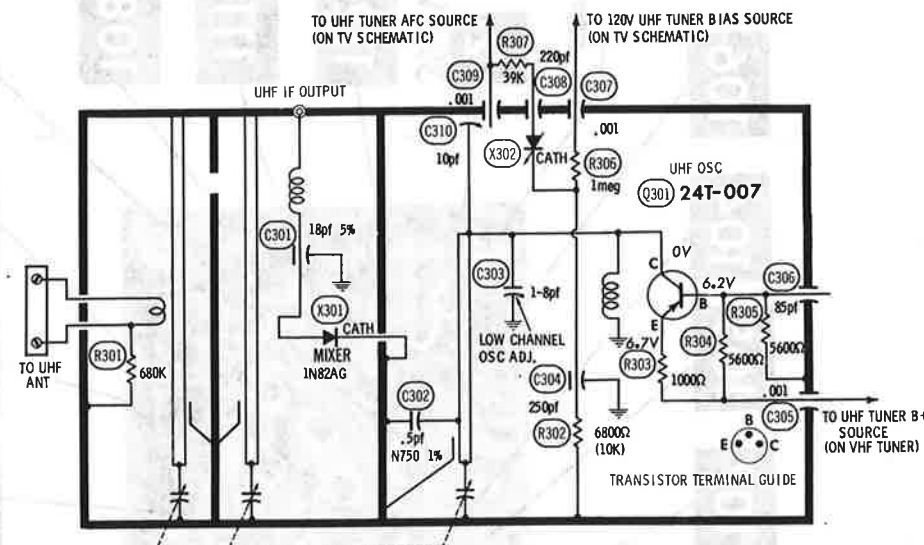 TO UHF TUNER AFC SOURCE
(ON TV SCHEMATIC)
TO 120V UHF TUNER BIAS SOURCE
(ON TV SCHEMATIC)
R307
39K
220pf
C309
.001
C308
C307
.001
UHF IF OUTPUT
C310
10pf
X302
CATH
R306
1meg
UHF OSC
Q301 24T-007
C301
18pf 5%
C303
1-8pf
LOW CHANNEL
OSC ADJ.
C
0V
6.2V
B
E
6.7V
C306
85pf
R305
5600Ω
R304
5600Ω
R303
1000Ω
X301
CATH
MIXER
1N82AG
TO UHF
ANT
R301
680K
C302
.5pf
N750 1%
C304
250pf
R302
6800Ω
(10K)
.001
C305
TO UHF TUNER B+
SOURCE
(ON VHF TUNER)
B
E
C
TRANSISTOR TERMINAL GUIDE